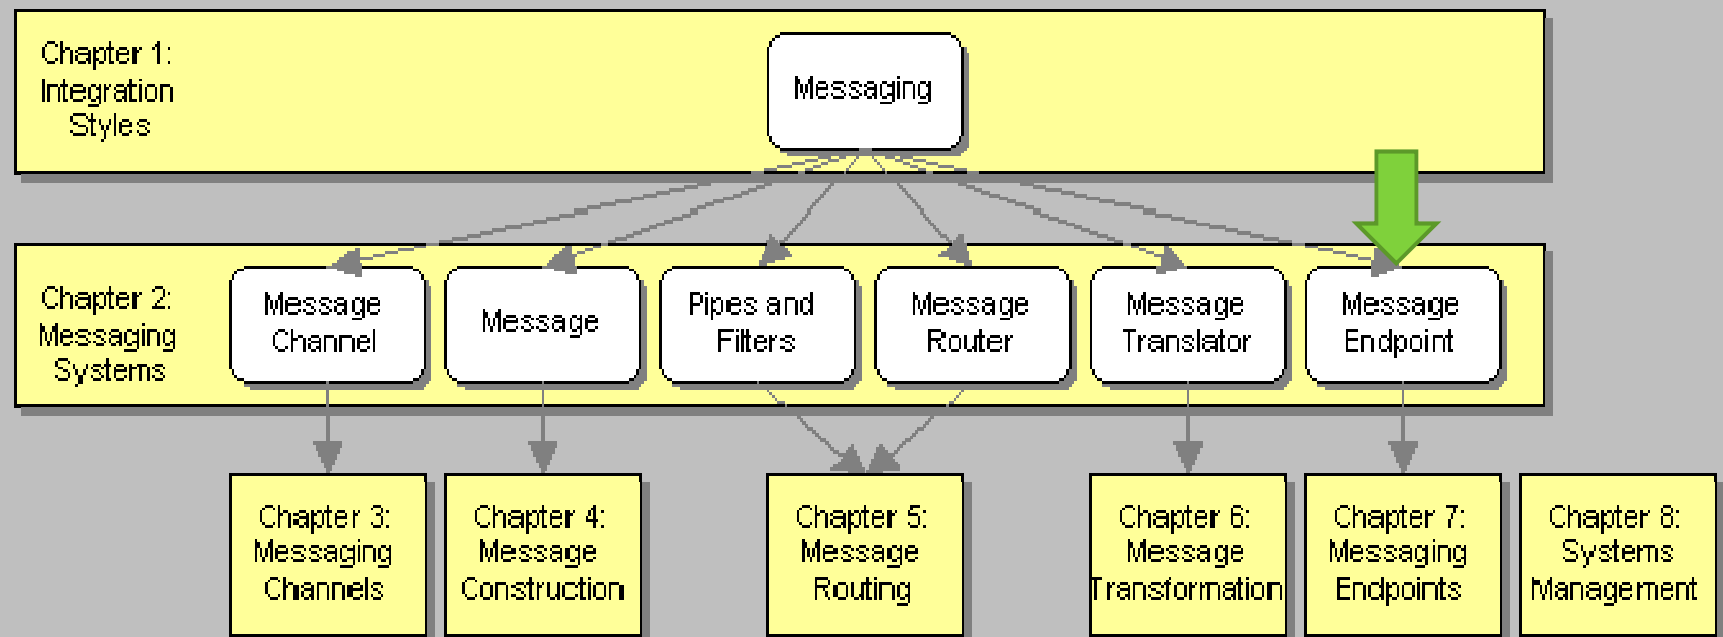 Chapter 1:
Integration
Styles
Messaging
Chapter 2:
Messaging
Systems
Message
Channel
Message
Pipes and
Filters
Message
Router
Message
Translator
Message
Endpoint
Chapter 3:
Messaging
Channels
Chapter 4:
Message
Construction
Chapter 5:
Message
Routing
Chapter 6:
Message
Transformation
Chapter 7:
Messaging
Endpoints
Chapter 8:
Systems
Management